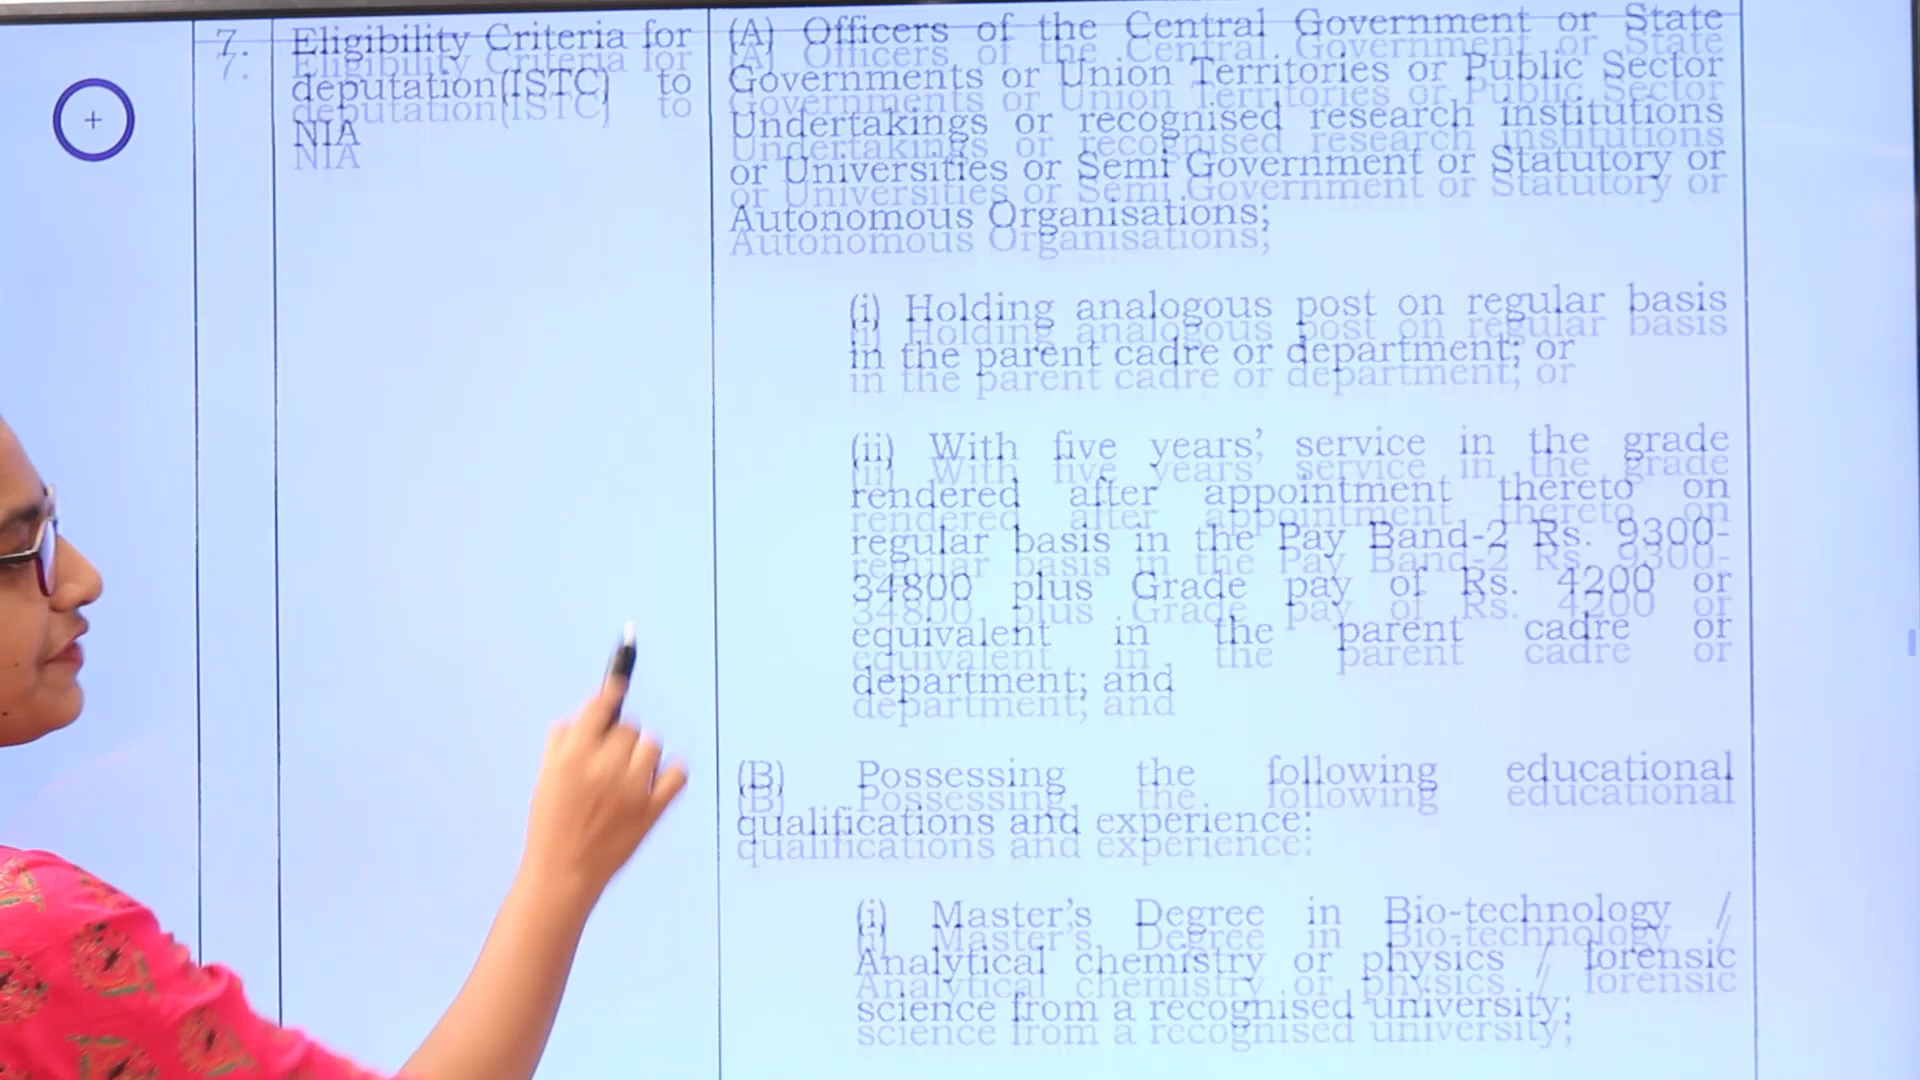 7.
Eligibility Criteria for
deputation(ISTC) to
NIA
(A) Officers of the Central Government or State
Governments or Union Territories or Public Sector
Undertakings or recognised research institutions
or Universities or Semi Government or Statutory or
Autonomous Organisations;
(i) Holding analogous post on regular basis
in the parent cadre or department; or
(ii) With five years’ service in the grade
rendered after appointment thereto on
regular basis in the Pay Band-2 Rs. 9300-
34800 plus Grade pay of Rs. 4200 or
equivalent in the parent cadre or
department; and
(B) Possessing the following educational
qualifications and experience:
(i) Master’s Degree in Bio-technology /
Analytical chemistry or physics / forensic
science from a recognised university;